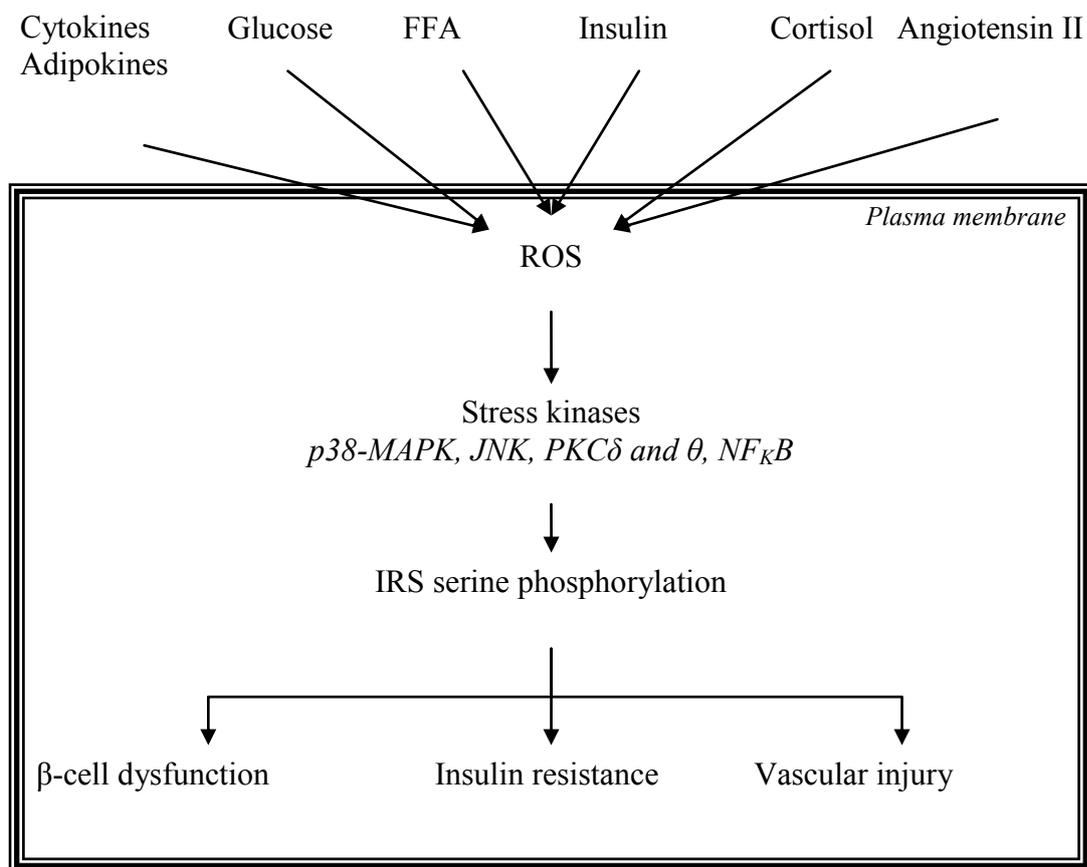 Cytokines Glucose FFA Insulin Cortisol Angiotensin II
Adipokines
Plasma membrane
ROS
Stress kinases
p38-MAPK, JNK, PKCδ and θ, NF_KB
IRS serine phosphorylation
β-cell dysfunction Insulin resistance Vascular injury